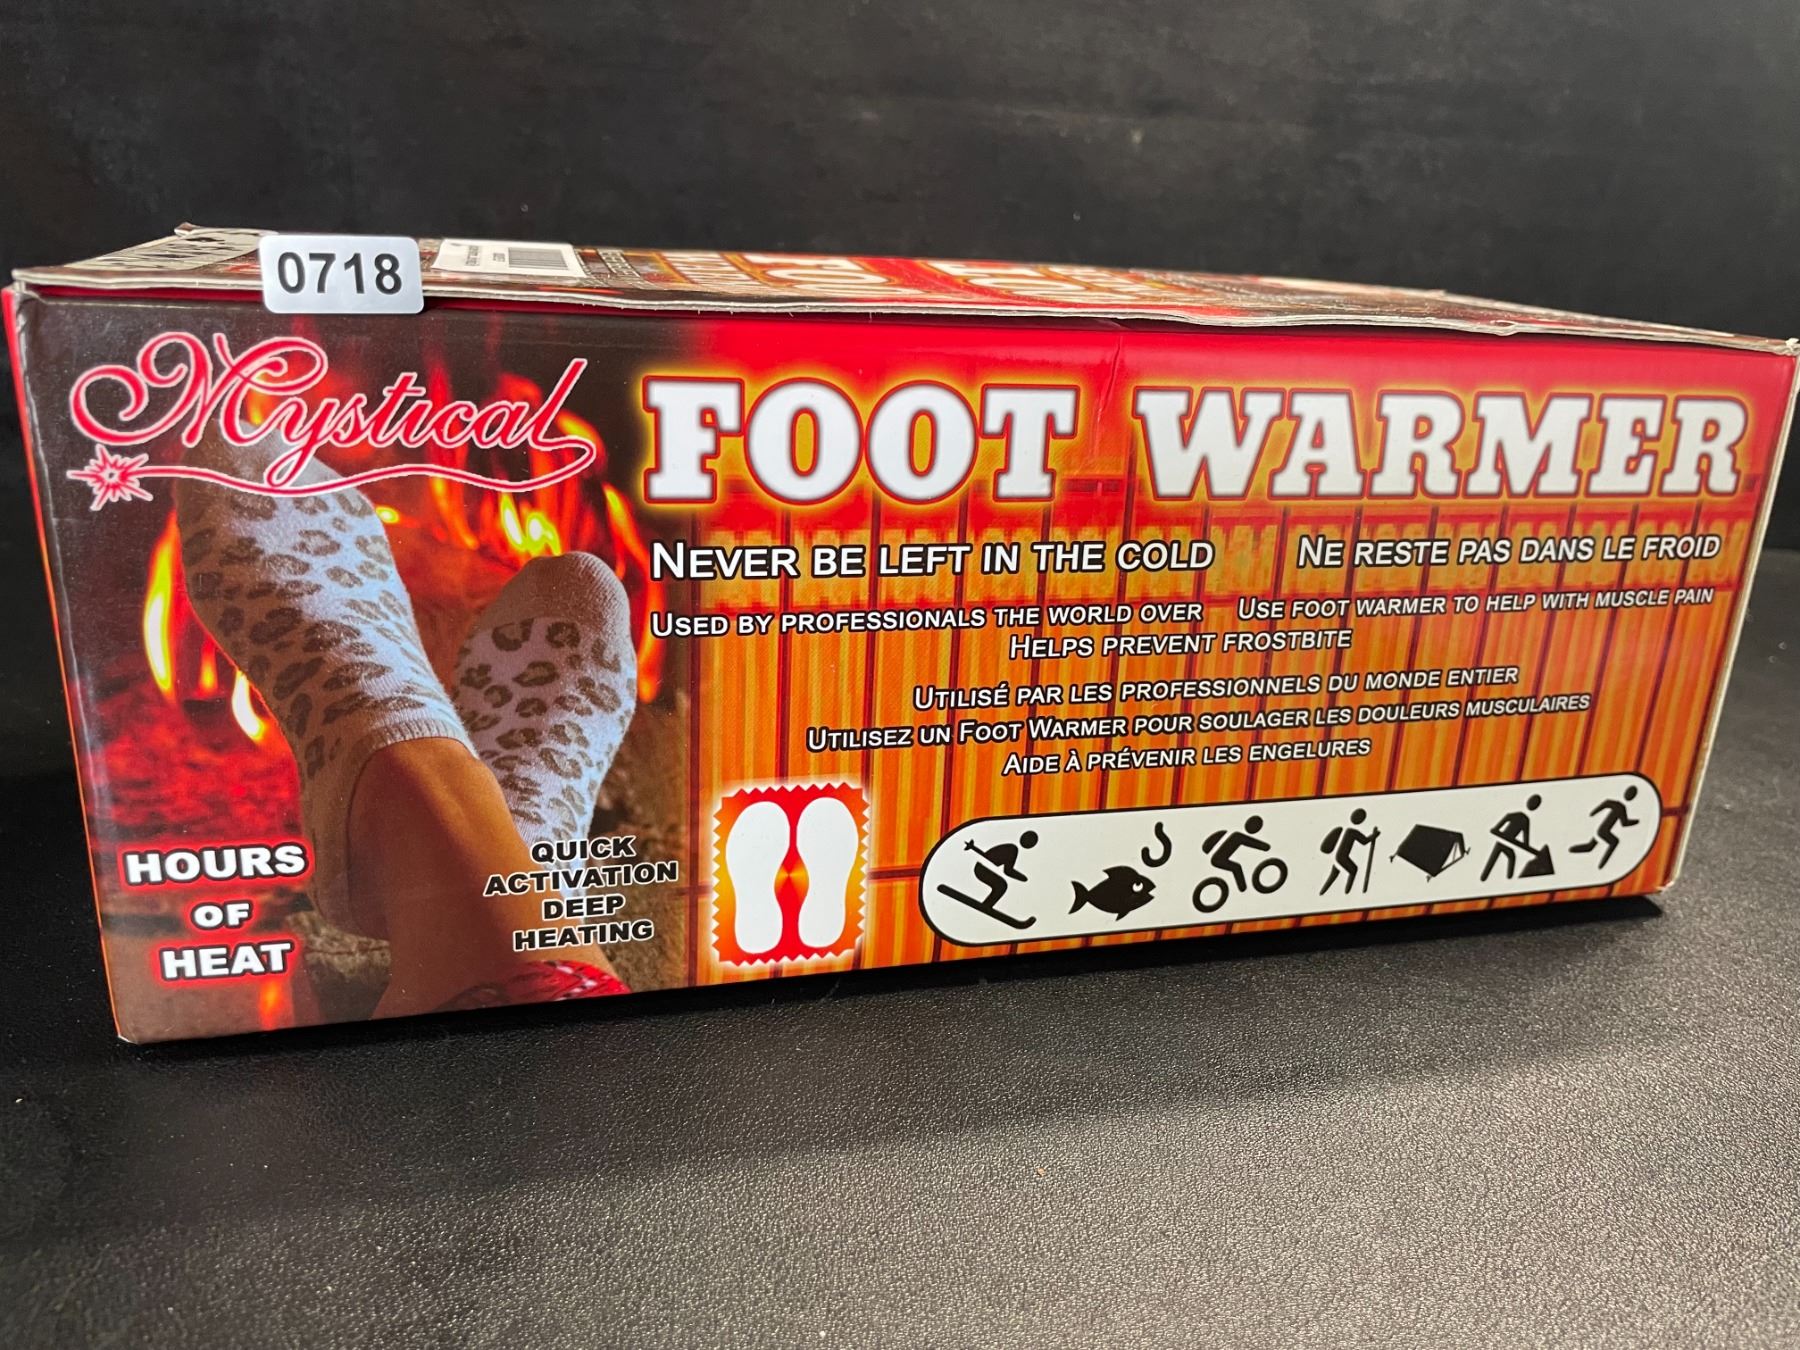 0718
Mystical
FOOT WARMER
NEVER BE LEFT IN THE COLD
NE RESTE PAS DANS LE FROID
USED BY PROFESSIONALS THE WORLD OVER
USE FOOT WARMER TO HELP WITH MUSCLE PAIN
HELPS PREVENT FROSTBITE
UTILISÉ PAR LES PROFESSIONNELS DU MONDE ENTIER
UTILISEZ UN FOOT WARMER POUR SOULAGER LES DOULEURS MUSCULAIRES
AIDE À PRÉVENIR LES ENGELURES
HOURS
OF
HEAT
QUICK
ACTIVATION
DEEP
HEATING